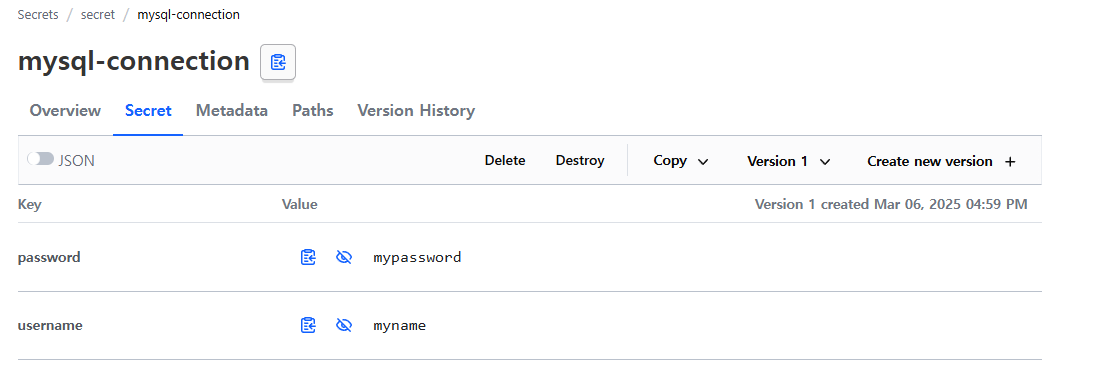 Secrets / secret / mysql-connection
mysql-connection
Overview Secret Metadata Paths Version History
JSON Delete Destroy Copy Version 1 Create new version +
Key Value Version 1 created Mar 06, 2025 04:59 PM
password mypassword
username myname